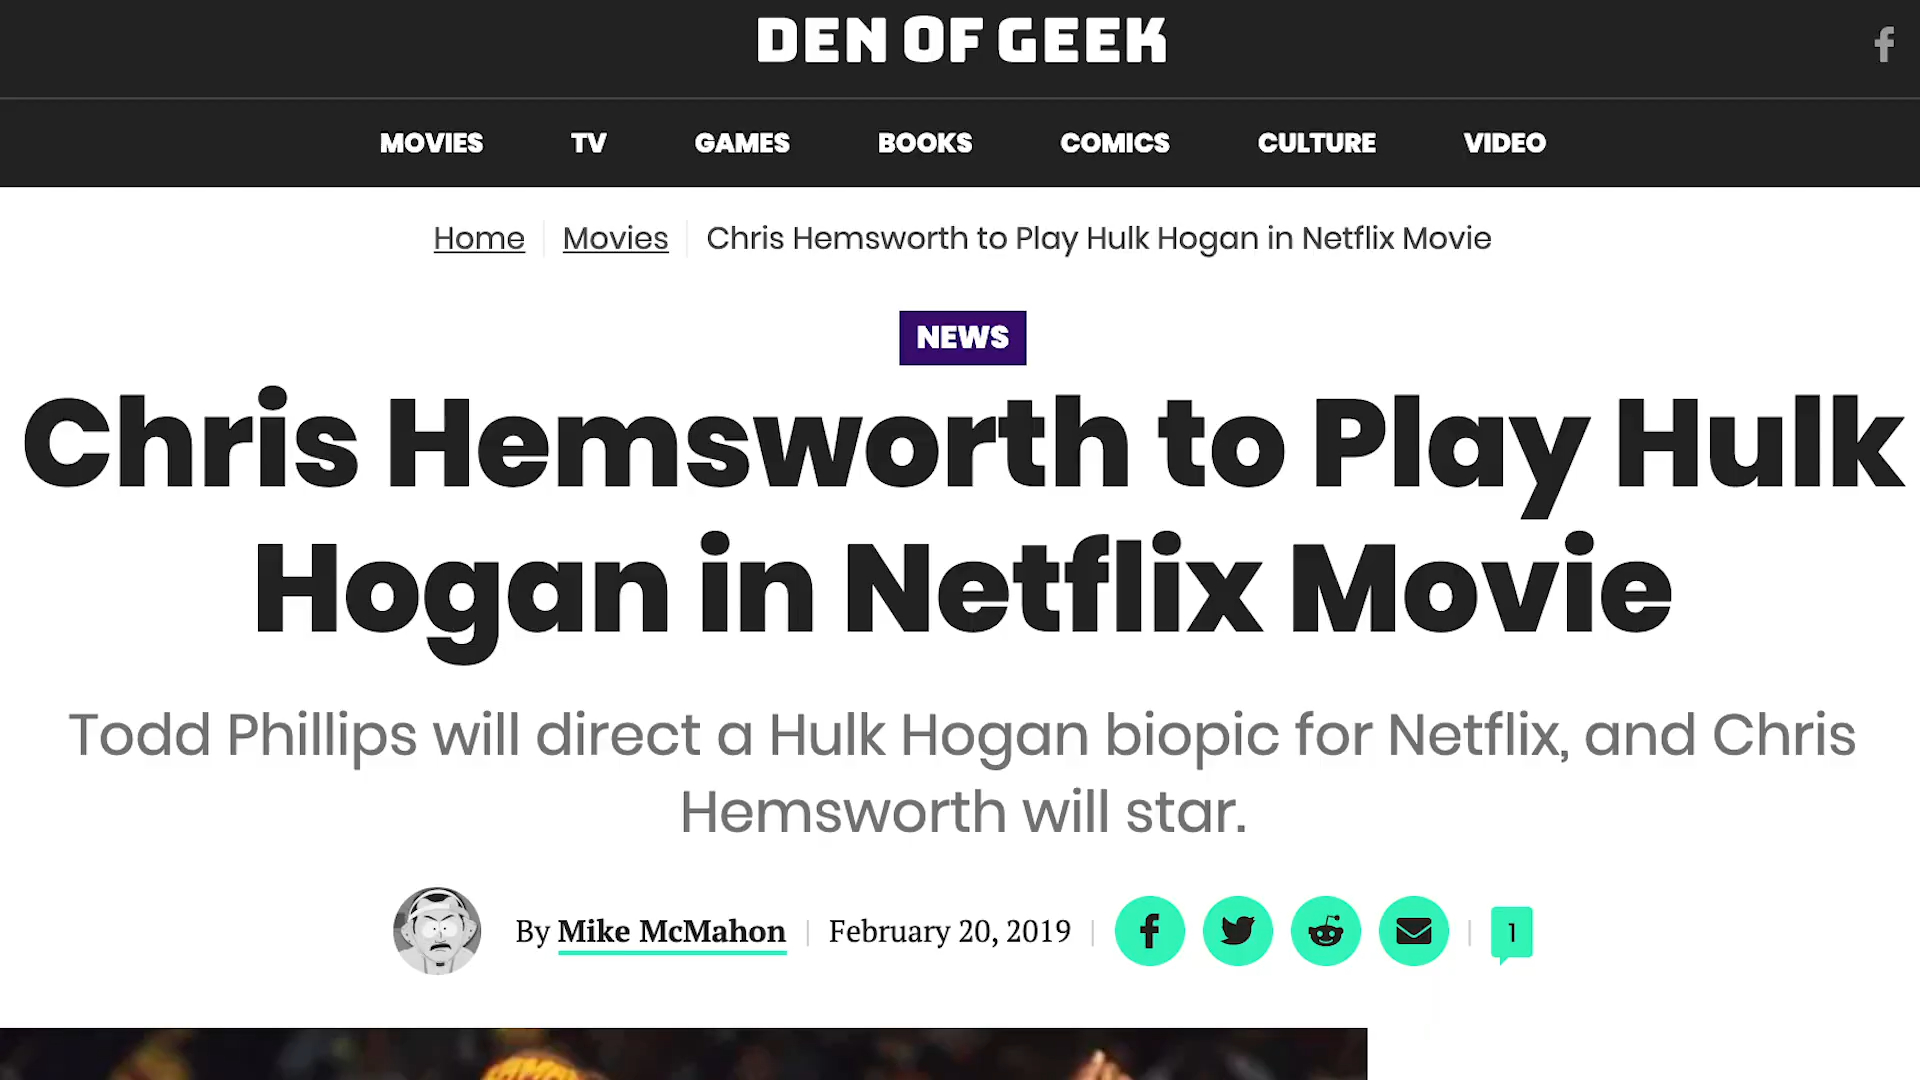 DEN OF GEEK
MOVIES TV GAMES BOOKS COMICS CULTURE VIDEO
Home Movies Chris Hemsworth to Play Hulk Hogan in Netflix Movie
NEWS
Chris Hemsworth to Play Hulk
Hogan in Netflix Movie
Todd Phillips will direct a Hulk Hogan biopic for Netflix, and Chris
Hemsworth will star.
By Mike McMahon February 20, 2019 1